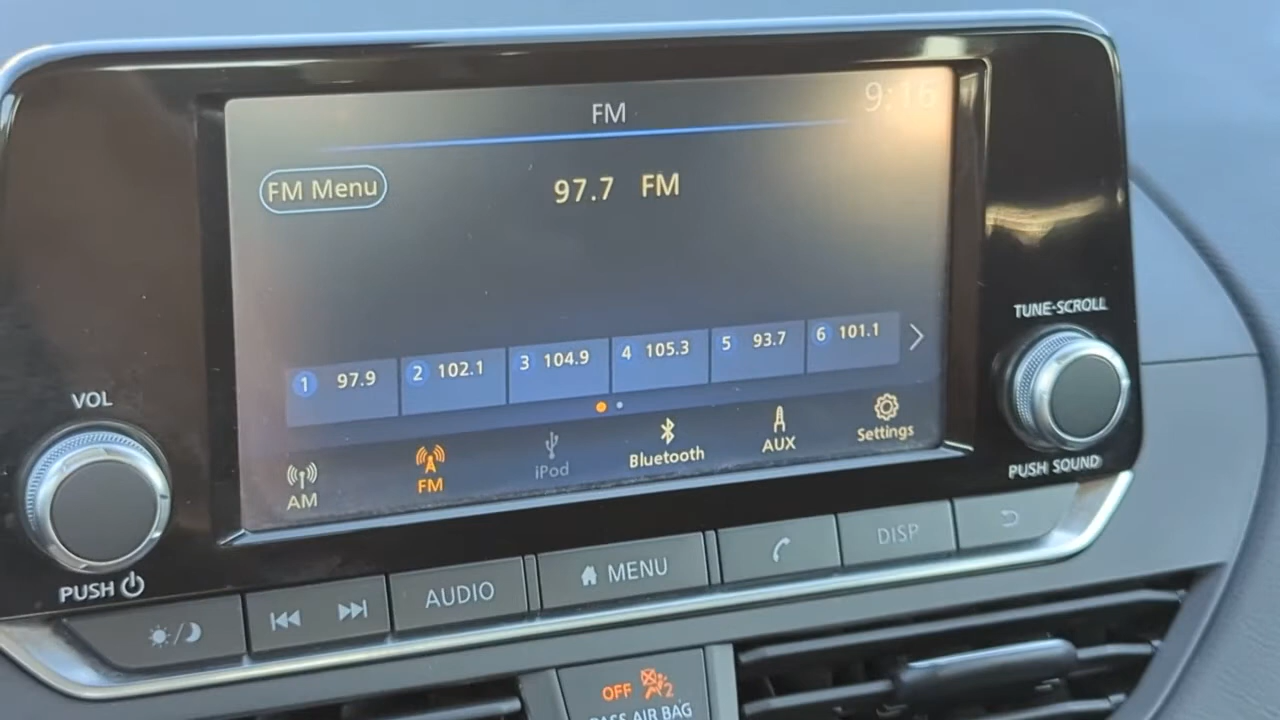 FM
9:16
FM Menu
97.7 FM
1 97.9
2 102.1
3 104.9
4 105.3
5 93.7
6 101.1
AM
FM
iPod
Bluetooth
AUX
Settings
VOL
PUSH
TUNE·SCROLL
PUSH SOUND
AUDIO
MENU
DISP
OFF 2
PASS AIR BAG